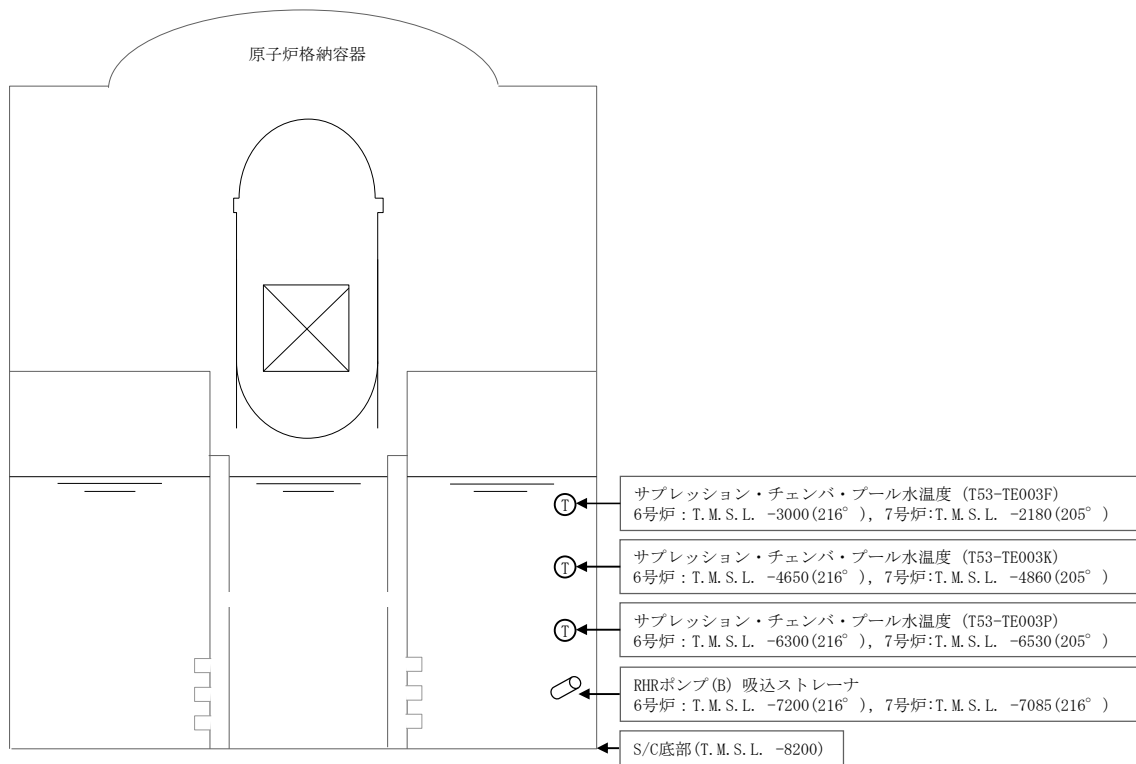 原子炉格納容器
T
サプレッション・チェンバ・プール水温度 (T53-TE003F)
6号炉：T.M.S.L. -3000(216°), 7号炉:T.M.S.L. -2180(205°)
T
サプレッション・チェンバ・プール水温度 (T53-TE003K)
6号炉：T.M.S.L. -4650(216°), 7号炉:T.M.S.L. -4860(205°)
T
サプレッション・チェンバ・プール水温度 (T53-TE003P)
6号炉：T.M.S.L. -6300(216°), 7号炉:T.M.S.L. -6530(205°)
RHRポンプ(B) 吸込ストレーナ
6号炉：T.M.S.L. -7200(216°), 7号炉:T.M.S.L. -7085(216°)
S/C底部(T.M.S.L. -8200)